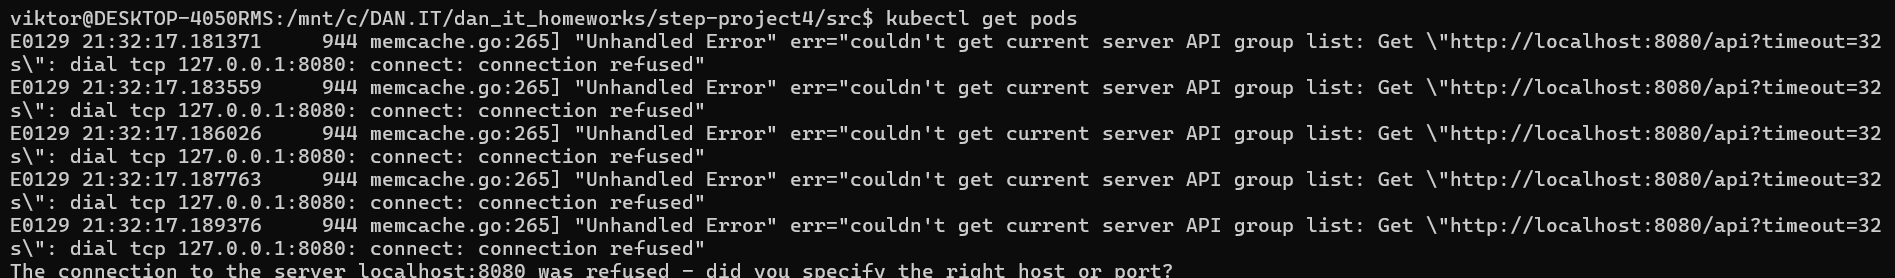 viktor@DESKTOP-4050RMS:/mnt/c/DAN.IT/dan_it_homeworks/step-project4/src$ kubectl get pods
E0129 21:32:17.181371     944 memcache.go:265] "Unhandled Error" err="couldn't get current server API group list: Get \"http://localhost:8080/api?timeout=32
s\": dial tcp 127.0.0.1:8080: connect: connection refused"
E0129 21:32:17.183559     944 memcache.go:265] "Unhandled Error" err="couldn't get current server API group list: Get \"http://localhost:8080/api?timeout=32
s\": dial tcp 127.0.0.1:8080: connect: connection refused"
E0129 21:32:17.186026     944 memcache.go:265] "Unhandled Error" err="couldn't get current server API group list: Get \"http://localhost:8080/api?timeout=32
s\": dial tcp 127.0.0.1:8080: connect: connection refused"
E0129 21:32:17.187763     944 memcache.go:265] "Unhandled Error" err="couldn't get current server API group list: Get \"http://localhost:8080/api?timeout=32
s\": dial tcp 127.0.0.1:8080: connect: connection refused"
E0129 21:32:17.189376     944 memcache.go:265] "Unhandled Error" err="couldn't get current server API group list: Get \"http://localhost:8080/api?timeout=32
s\": dial tcp 127.0.0.1:8080: connect: connection refused"
The connection to the server localhost:8080 was refused - did you specify the right host or port?